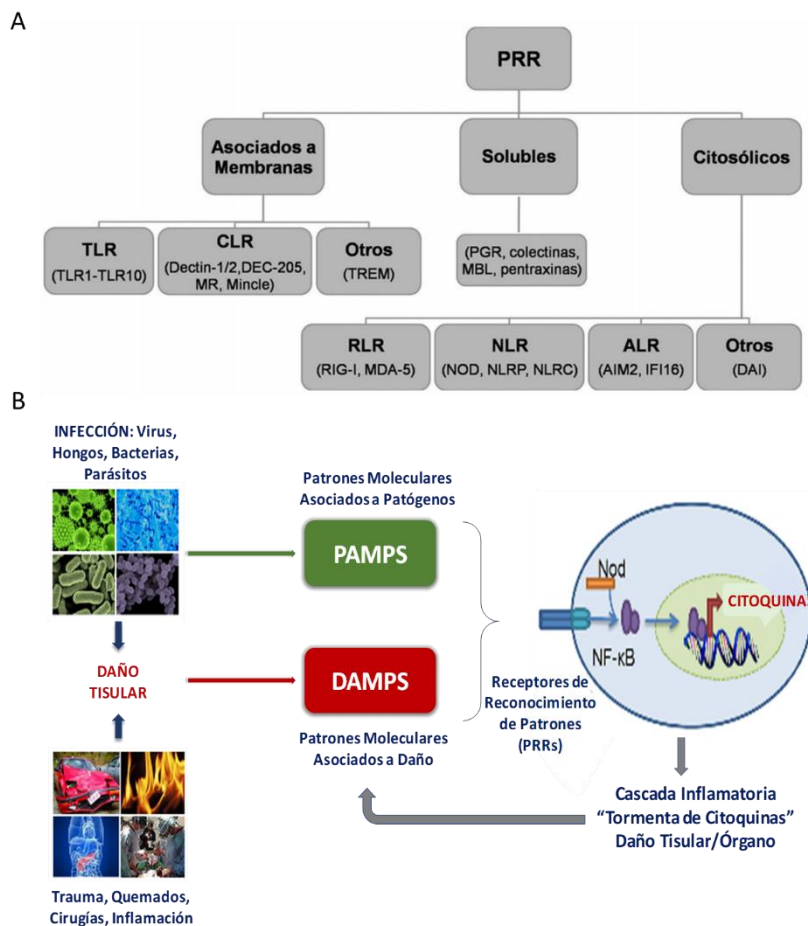 A
PRR
Asociados a
Membranas
Solubles
Citosólicos
TLR
(TLR1-TLR10)
CLR
(Dectin-1/2,DEC-205,
MR, Mincle)
Otros
(TREM)
(PGR, colectinas,
MBL, pentraxinas)
RLR
(RIG-I, MDA-5)
NLR
(NOD, NLRP, NLRC)
ALR
(AIM2, IFI16)
Otros
(DAI)
B
INFECCIÓN: Virus,
Hongos, Bacterias,
Parásitos
Patrones Moleculares
Asociados a Patógenos
PAMPS
Nod
CITOQUINA
NF-κB
DAÑO
TISULAR
DAMPS
Receptores de
Reconocimiento
de Patrones
(PRRs)
Patrones Moleculares
Asociados a Daño
Cascada Inflamatoria
“Tormenta de Citoquinas”
Daño Tisular/Órgano
Trauma, Quemados,
Cirugías, Inflamación